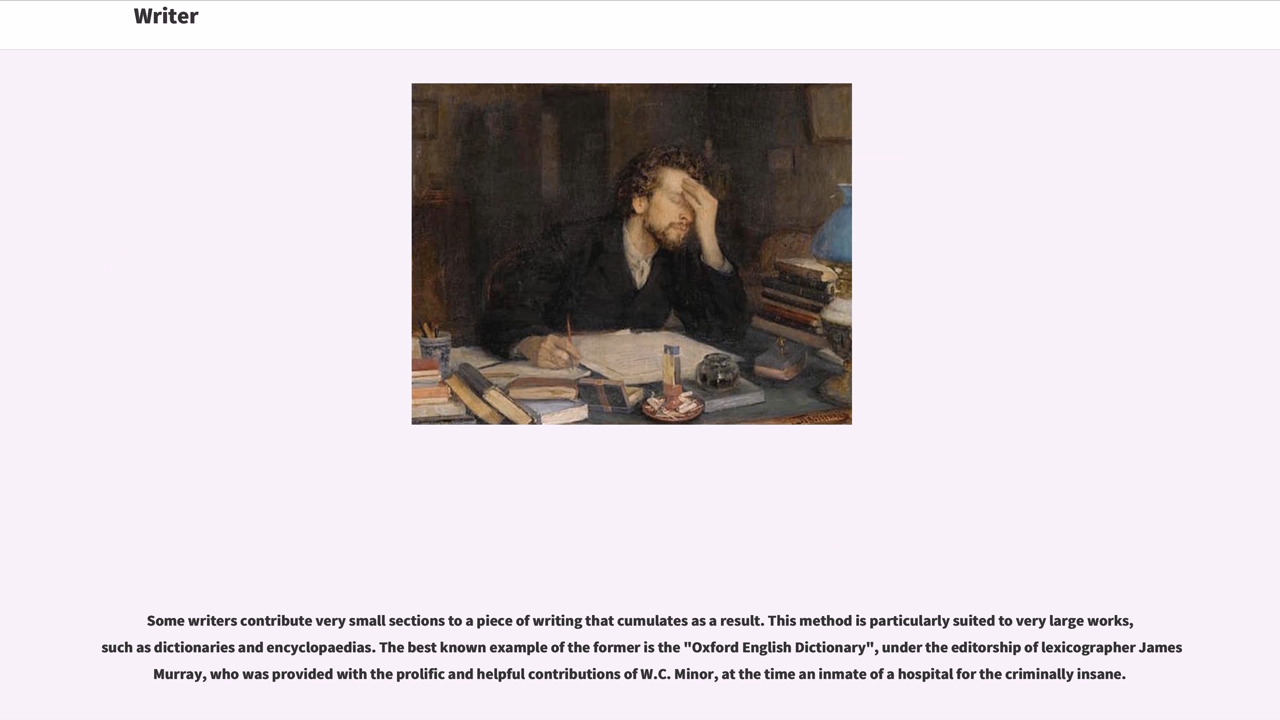 Writer
Some writers contribute very small sections to a piece of writing that cumulates as a result. This method is particularly suited to very large works,
such as dictionaries and encyclopaedias. The best known example of the former is the "Oxford English Dictionary", under the editorship of lexicographer James
Murray, who was provided with the prolific and helpful contributions of W.C. Minor, at the time an inmate of a hospital for the criminally insane.